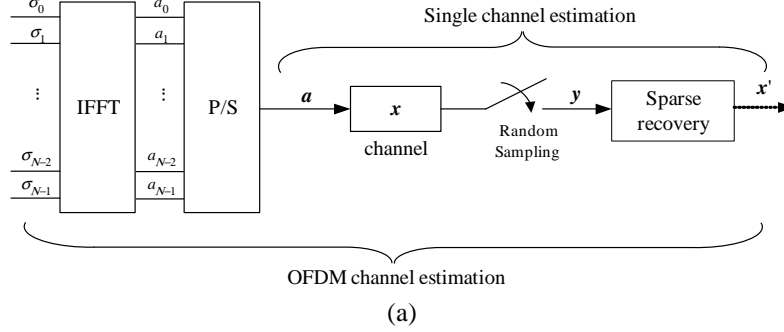 Single channel estimation
σ0 a0
σ1 a1
⋮ ⋮
IFFT P/S
a x y x'
channel
Random
Sampling
Sparse
recovery
σN–2 aN–2
σN–1 aN–1
OFDM channel estimation
(a)